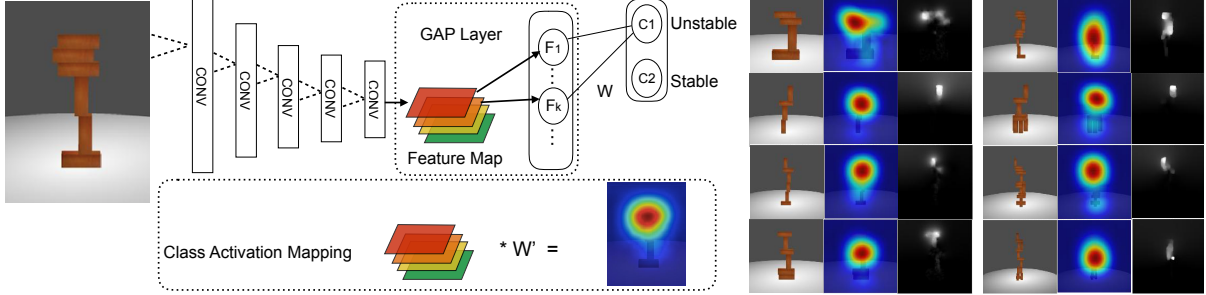 CONV
CONV
CONV
CONV
CONV
GAP Layer
Feature Map
F1
Fk
W
C1
Unstable
C2
Stable
Class Activation Mapping
* W' =